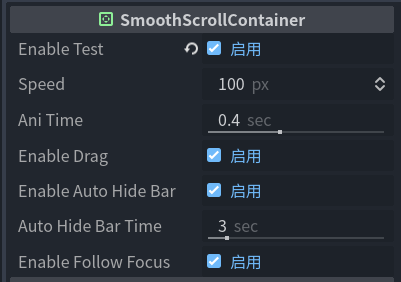 SmoothScrollContainer
Enable Test 启用
Speed 100 px
Ani Time 0.4 sec
Enable Drag 启用
Enable Auto Hide Bar 启用
Auto Hide Bar Time 3 sec
Enable Follow Focus 启用